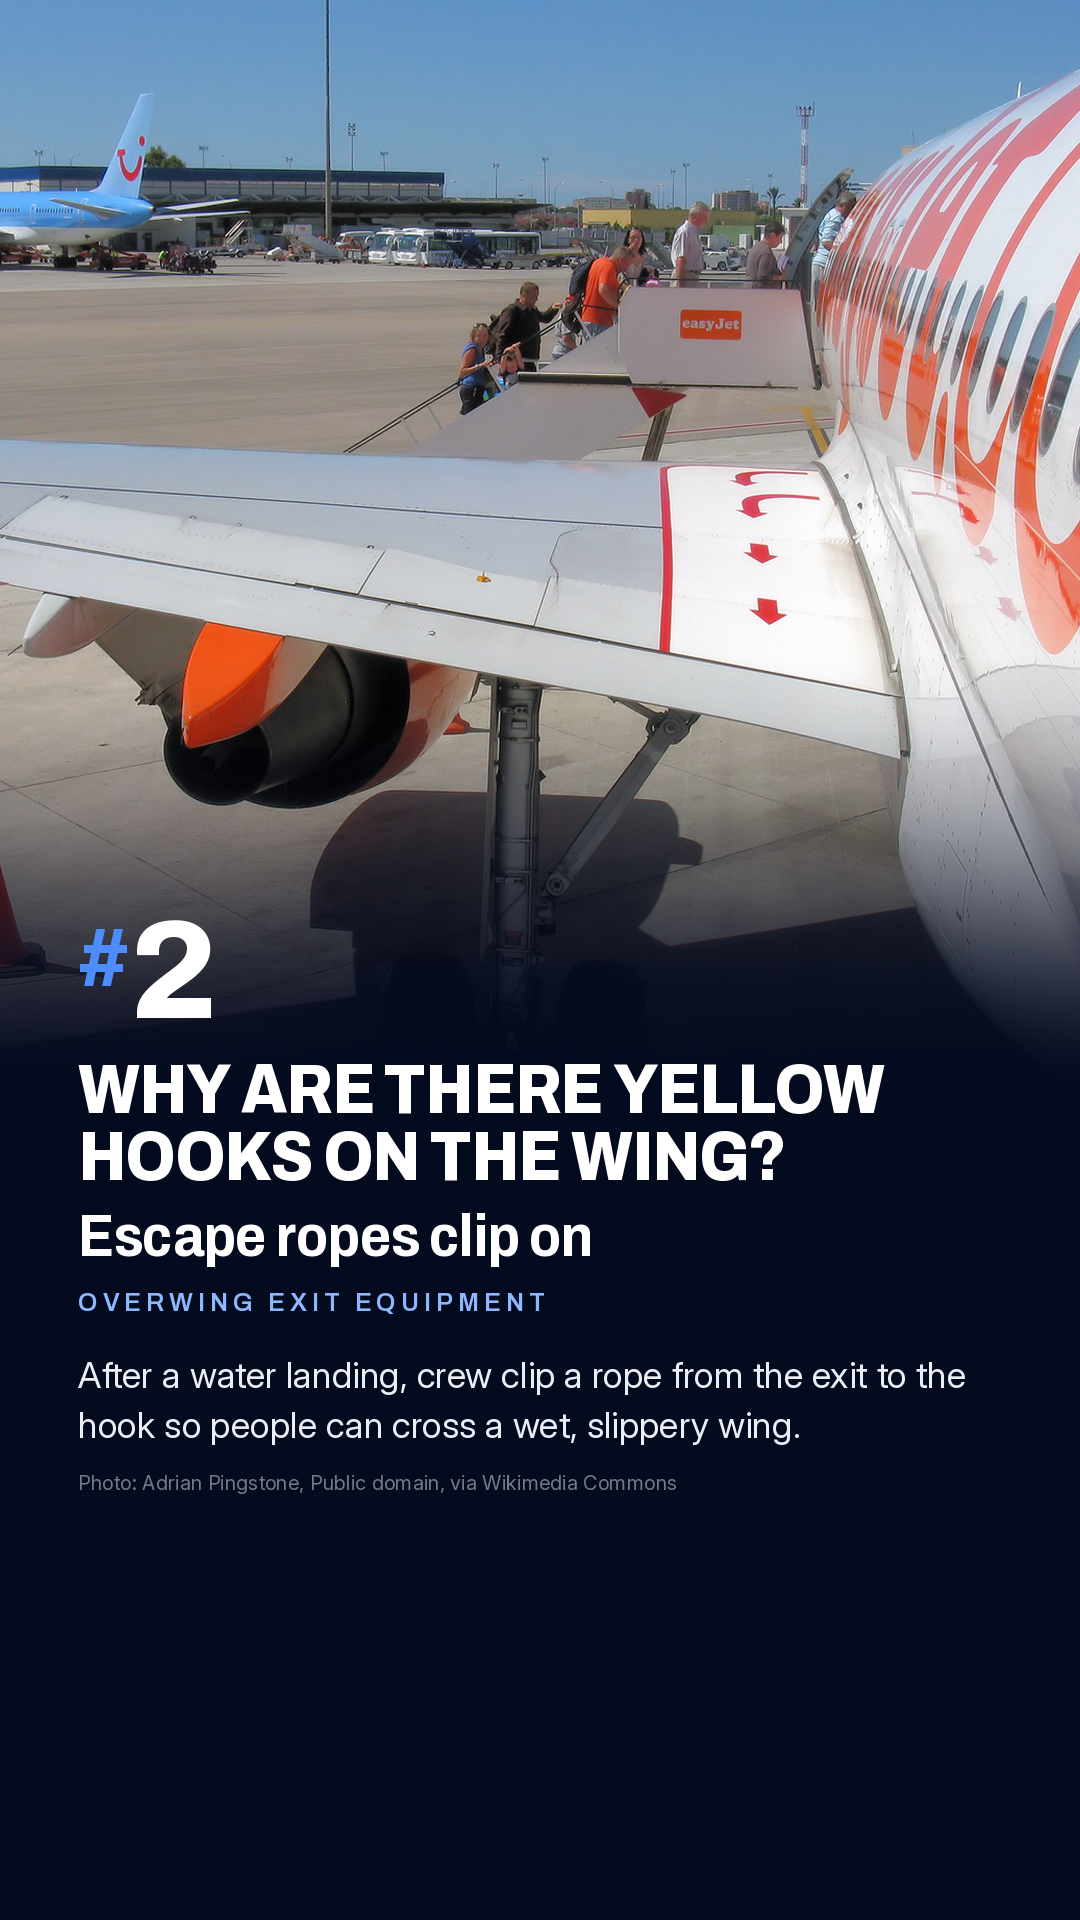 easyJet
#2
WHY ARE THERE YELLOW
HOOKS ON THE WING?
Escape ropes clip on
OVERWING EXIT EQUIPMENT
After a water landing, crew clip a rope from the exit to the
hook so people can cross a wet, slippery wing.
Photo: Adrian Pingstone, Public domain, via Wikimedia Commons